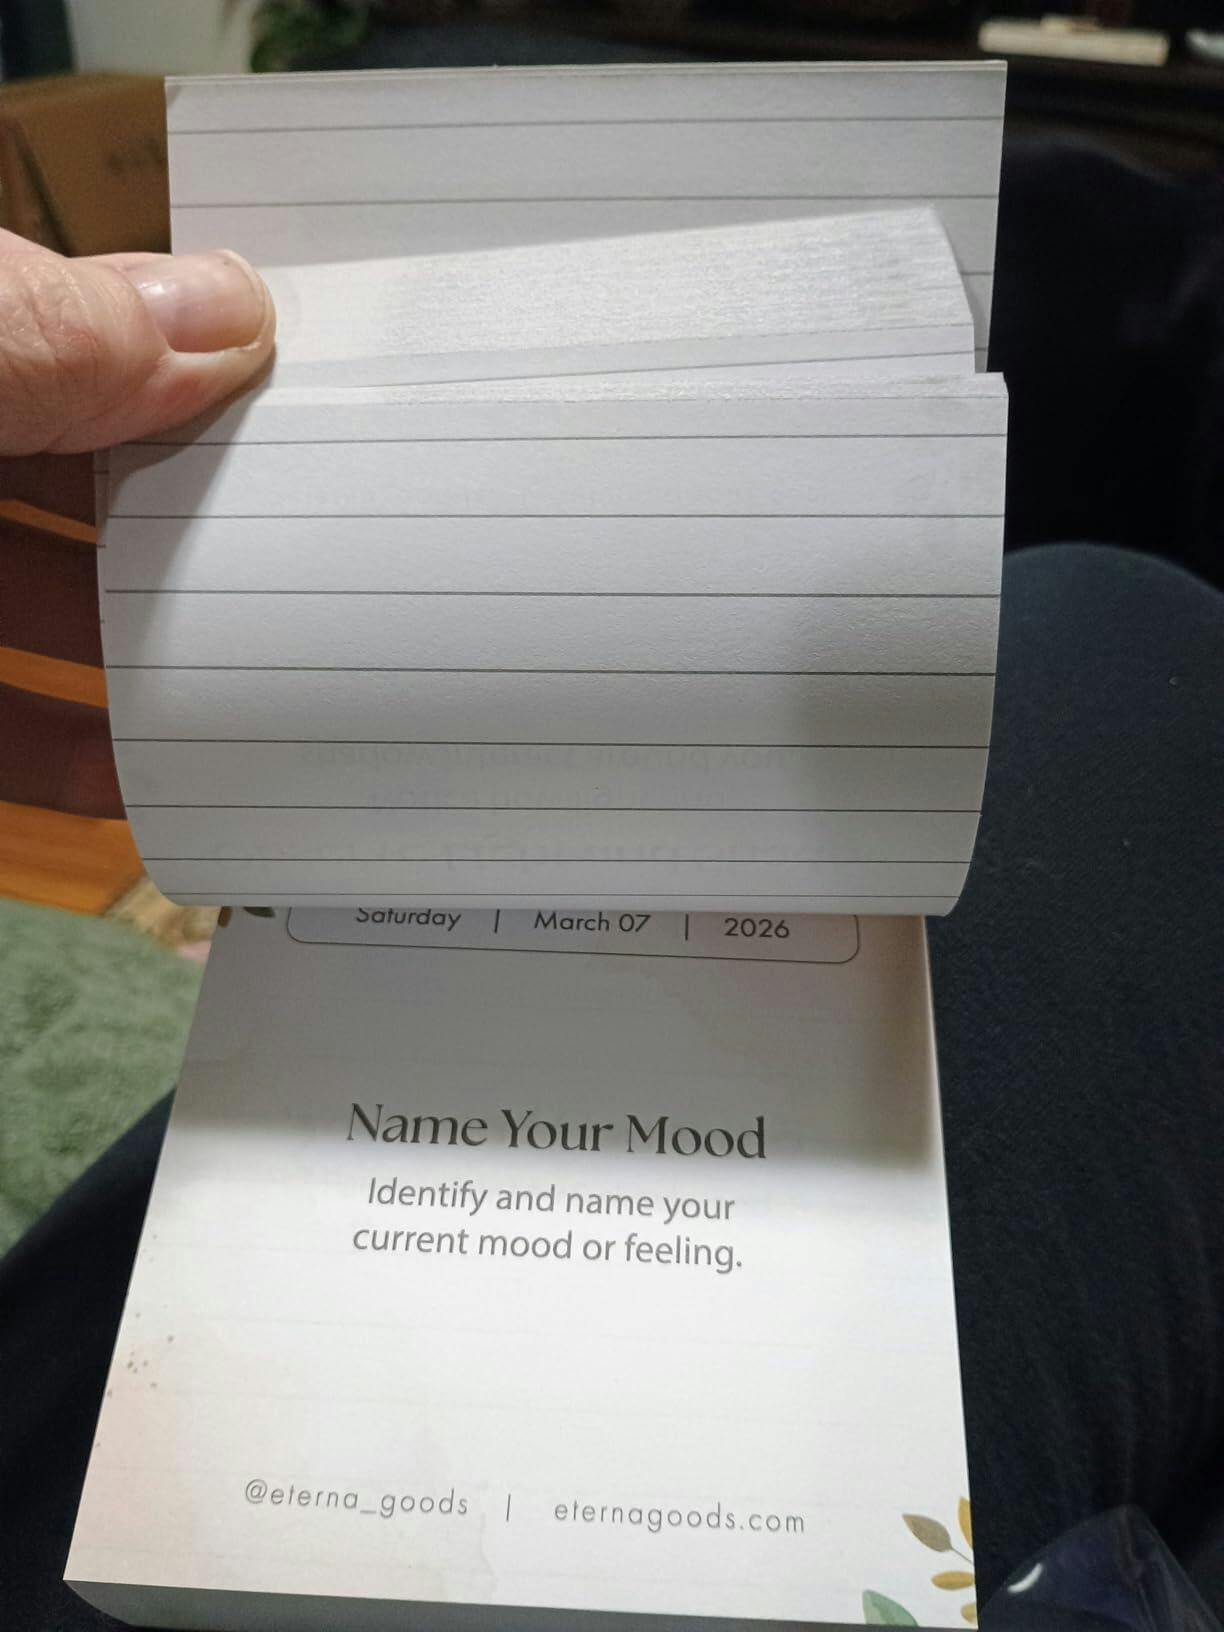 Saturday | March 07 | 2026
Name Your Mood
Identify and name your
current mood or feeling.
@eterna_goods | eternagoods.com